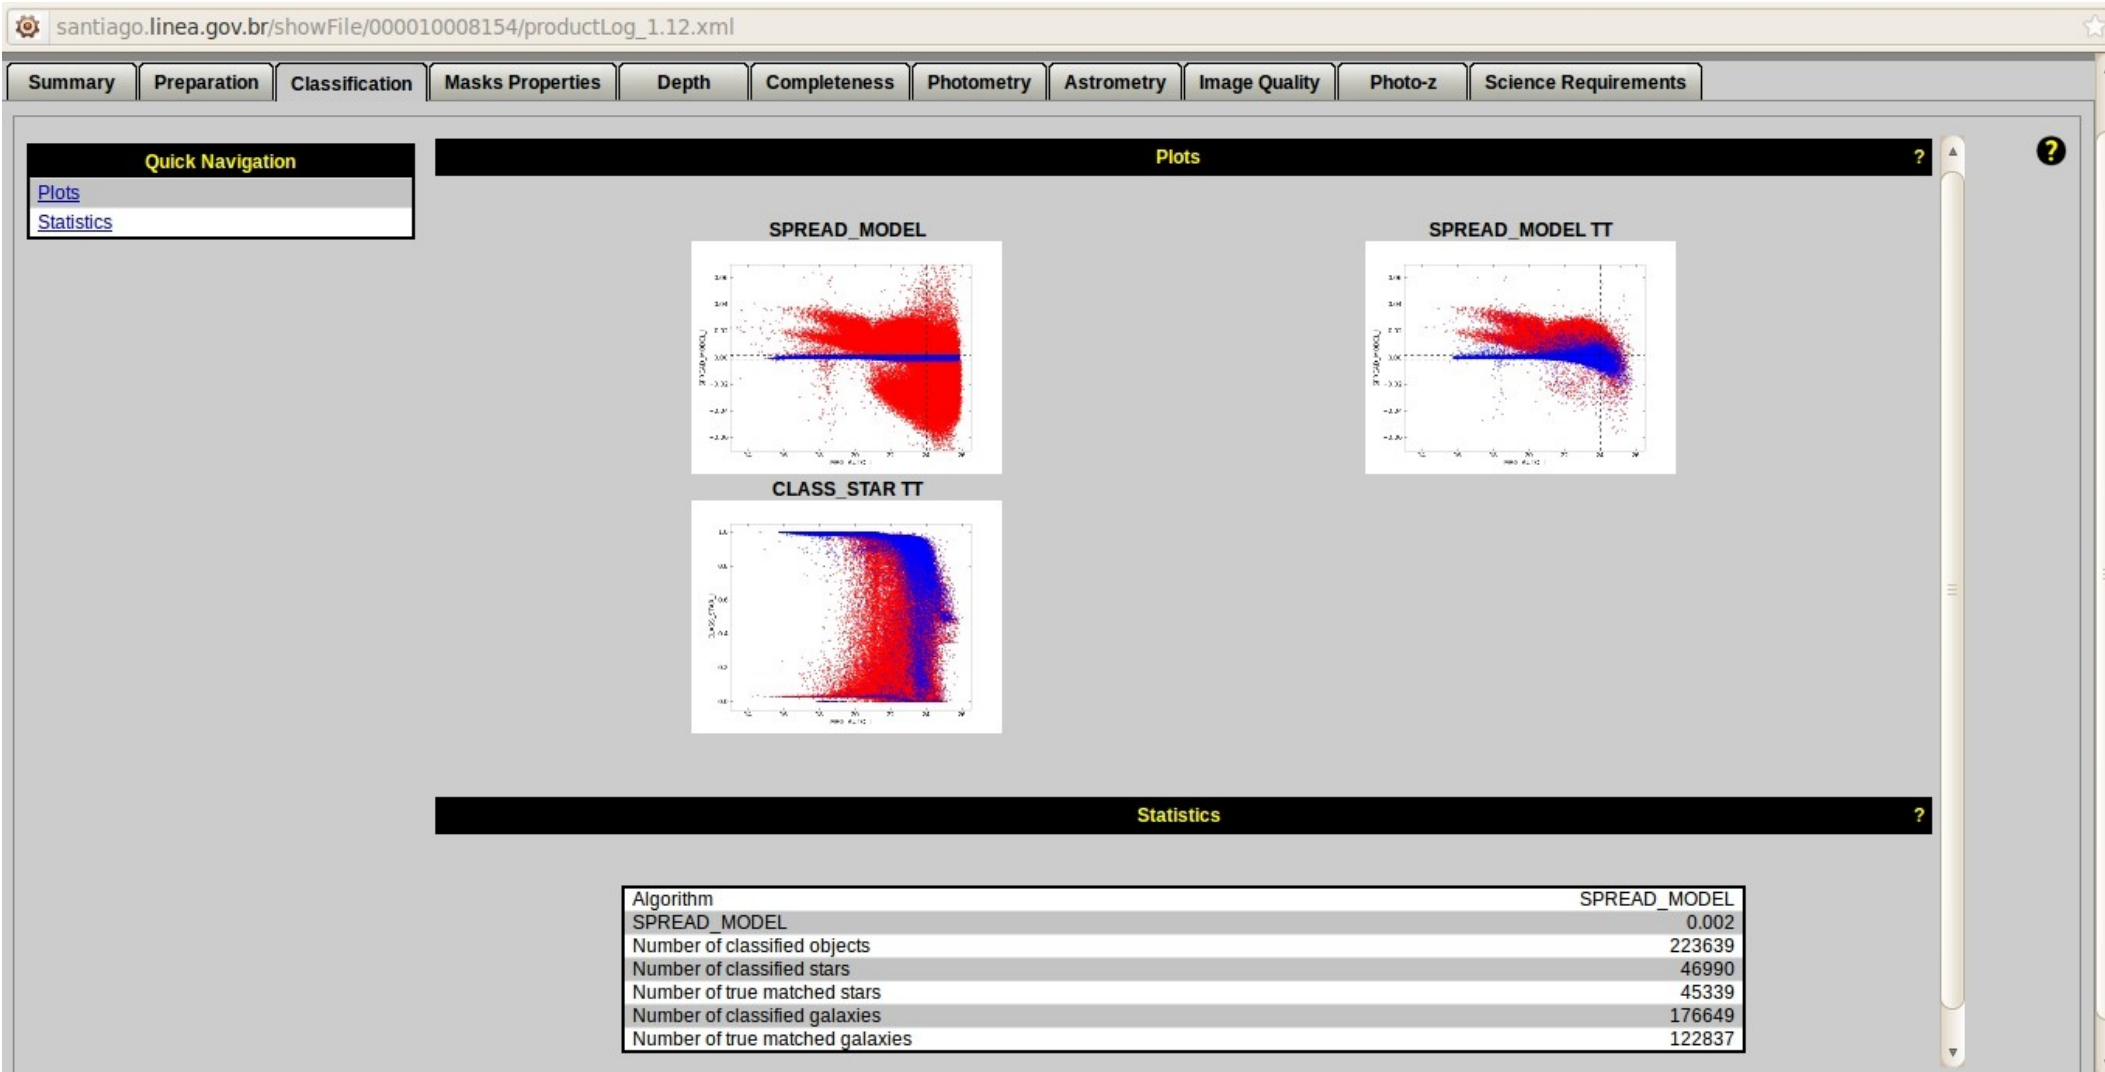 santiago.linea.gov.br/showFile/000010008154/productLog_1.12.xml
Summary Preparation Classification Masks Properties Depth Completeness Photometry Astrometry Image Quality Photo-z Science Requirements
Quick Navigation
Plots
Statistics
Plots ?
?
SPREAD_MODEL SPREAD_MODEL TT
CLASS_STAR TT
Statistics ?
Algorithm SPREAD_MODEL
SPREAD_MODEL 0.002
Number of classified objects 223639
Number of classified stars 46990
Number of true matched stars 45339
Number of classified galaxies 176649
Number of true matched galaxies 122837